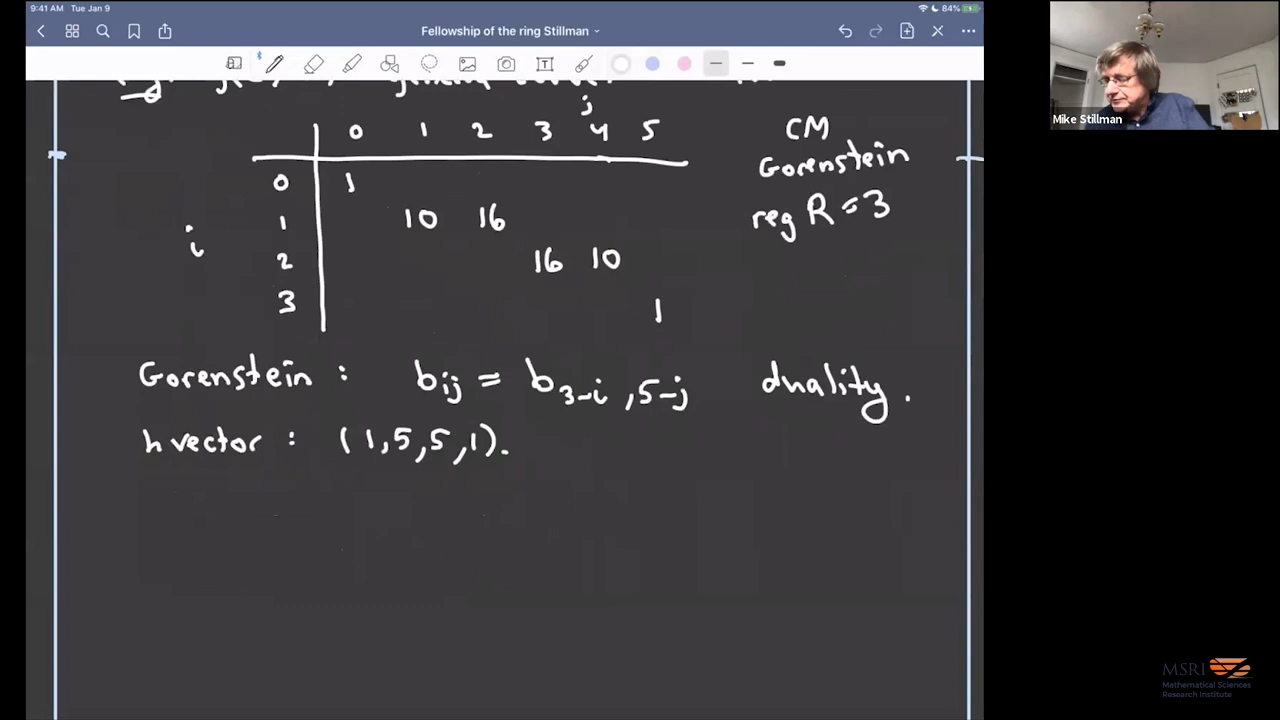 9:41 AM Tue Jan 9
84%
Fellowship of the ring Stillman
Mike Stillman
j
0 1 2 3 4 5
CM
0 1
Gorenstein
1 10 16
reg R = 3
i
2 16 10
3 1
Gorenstein : bij = b3-i,5-j duality.
h vector : (1,5,5,1).
MSRI
Mathematical Sciences
Research Institute